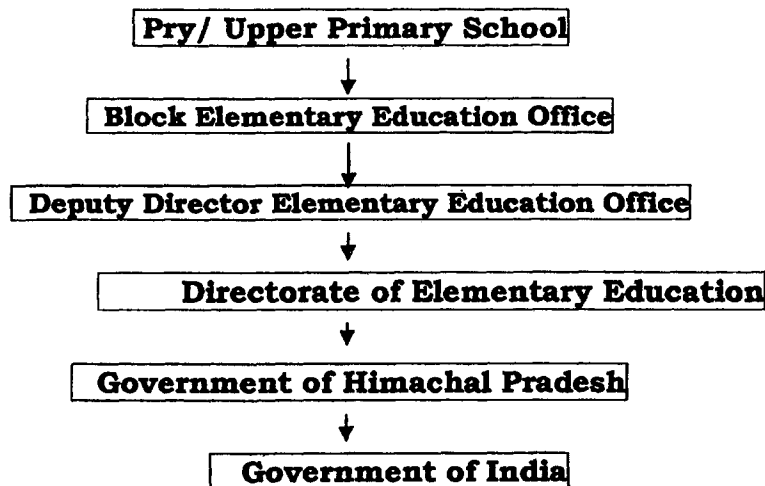 Pry/ Upper Primary School
Block Elementary Education Office
Deputy Director Elementary Education Office
Directorate of Elementary Education
Government of Himachal Pradesh
Government of India